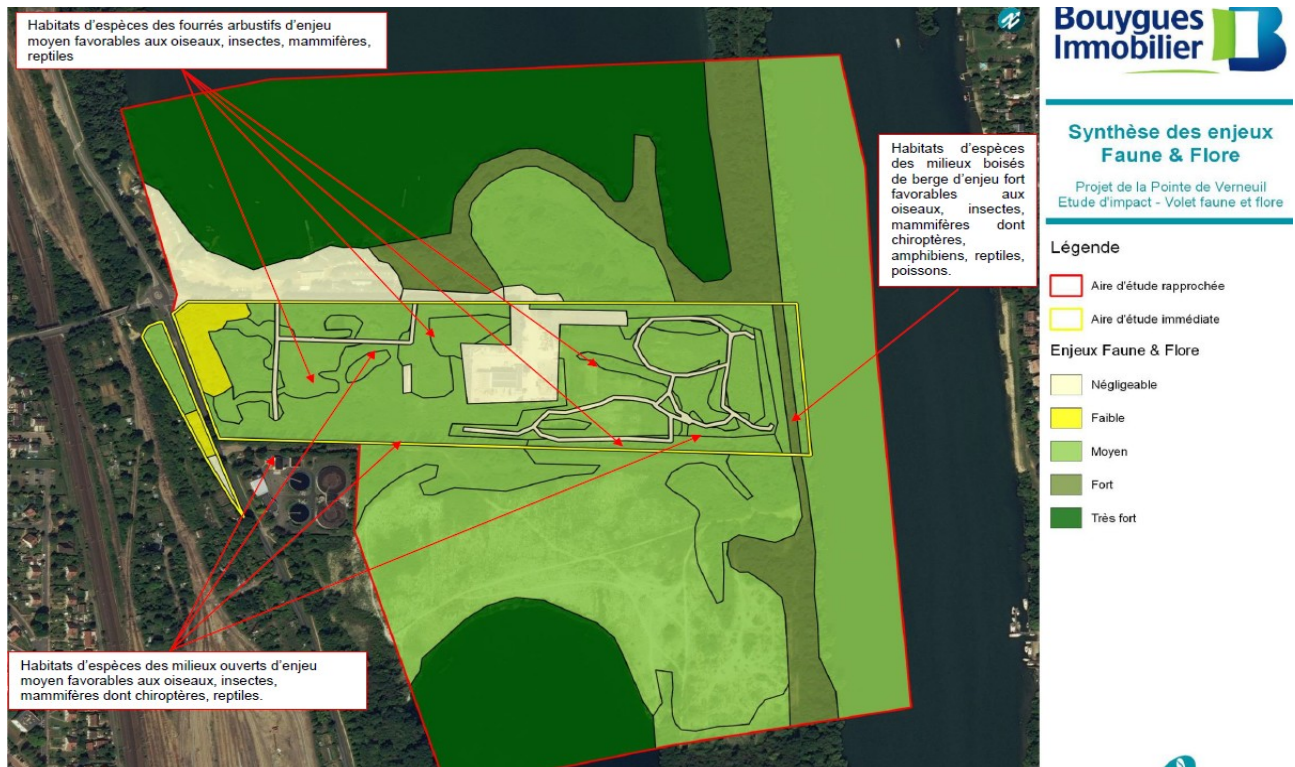 Habitats d'espèces des fourrés arbustifs d'enjeu
moyen favorables aux oiseaux, insectes, mammifères,
reptiles
Habitats d'espèces
des milieux boisés
de berge d'enjeu fort
favorables aux
oiseaux, insectes,
mammifères dont
chiroptères,
amphibiens, reptiles,
poissons.
Habitats d'espèces des milieux ouverts d'enjeu
moyen favorables aux oiseaux, insectes,
mammifères dont chiroptères, reptiles.
Bouygues
Immobilier
Synthèse des enjeux
Faune & Flore
Projet de la Pointe de Verneuil
Etude d'impact - Volet faune et flore
Légende
Aire d'étude rapprochée
Aire d'étude immédiate
Enjeux Faune & Flore
Négligeable
Faible
Moyen
Fort
Très fort